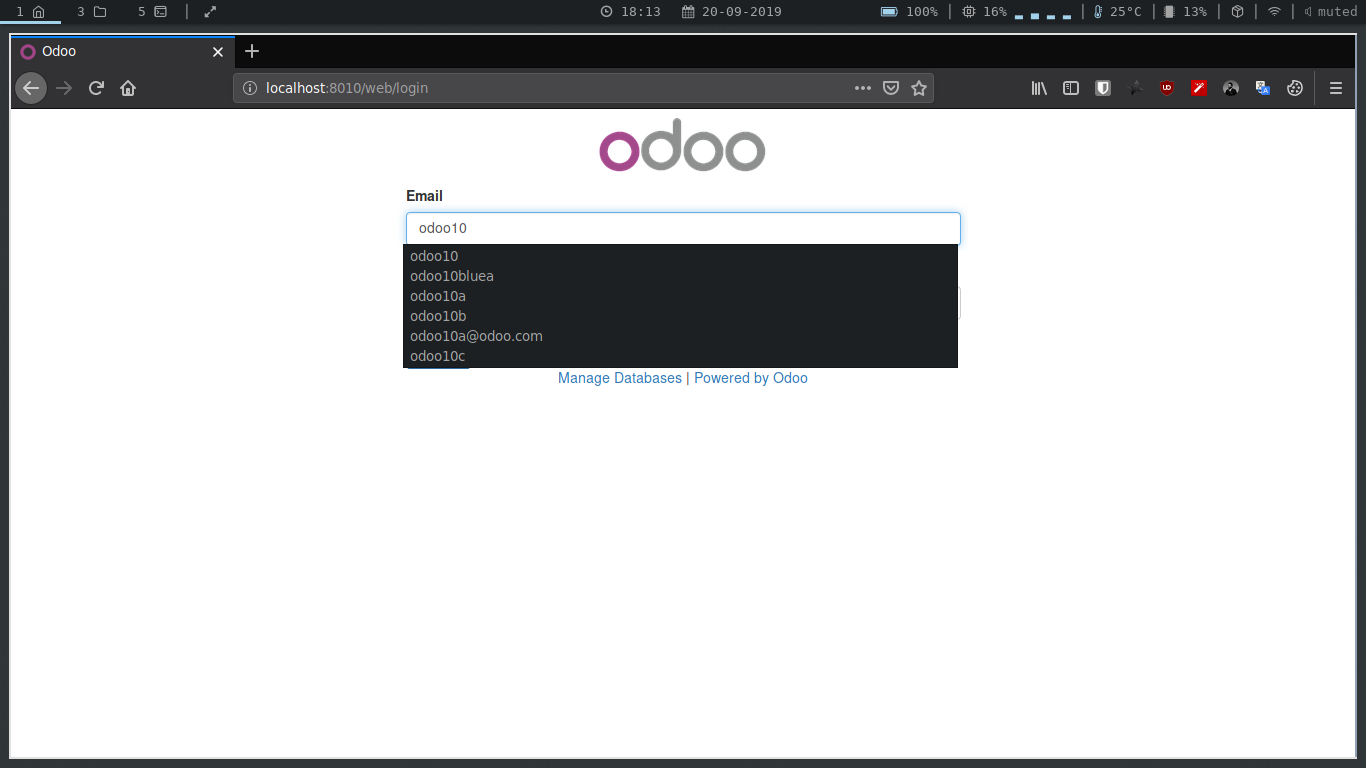 1 3 5 18:13 20-09-2019 100% 16% 25°C 13% muted
Odoo
localhost:8010/web/login
odoo
Email
odoo10
odoo10
odoo10bluea
odoo10a
odoo10b
odoo10a@odoo.com
odoo10c
Manage Databases | Powered by Odoo